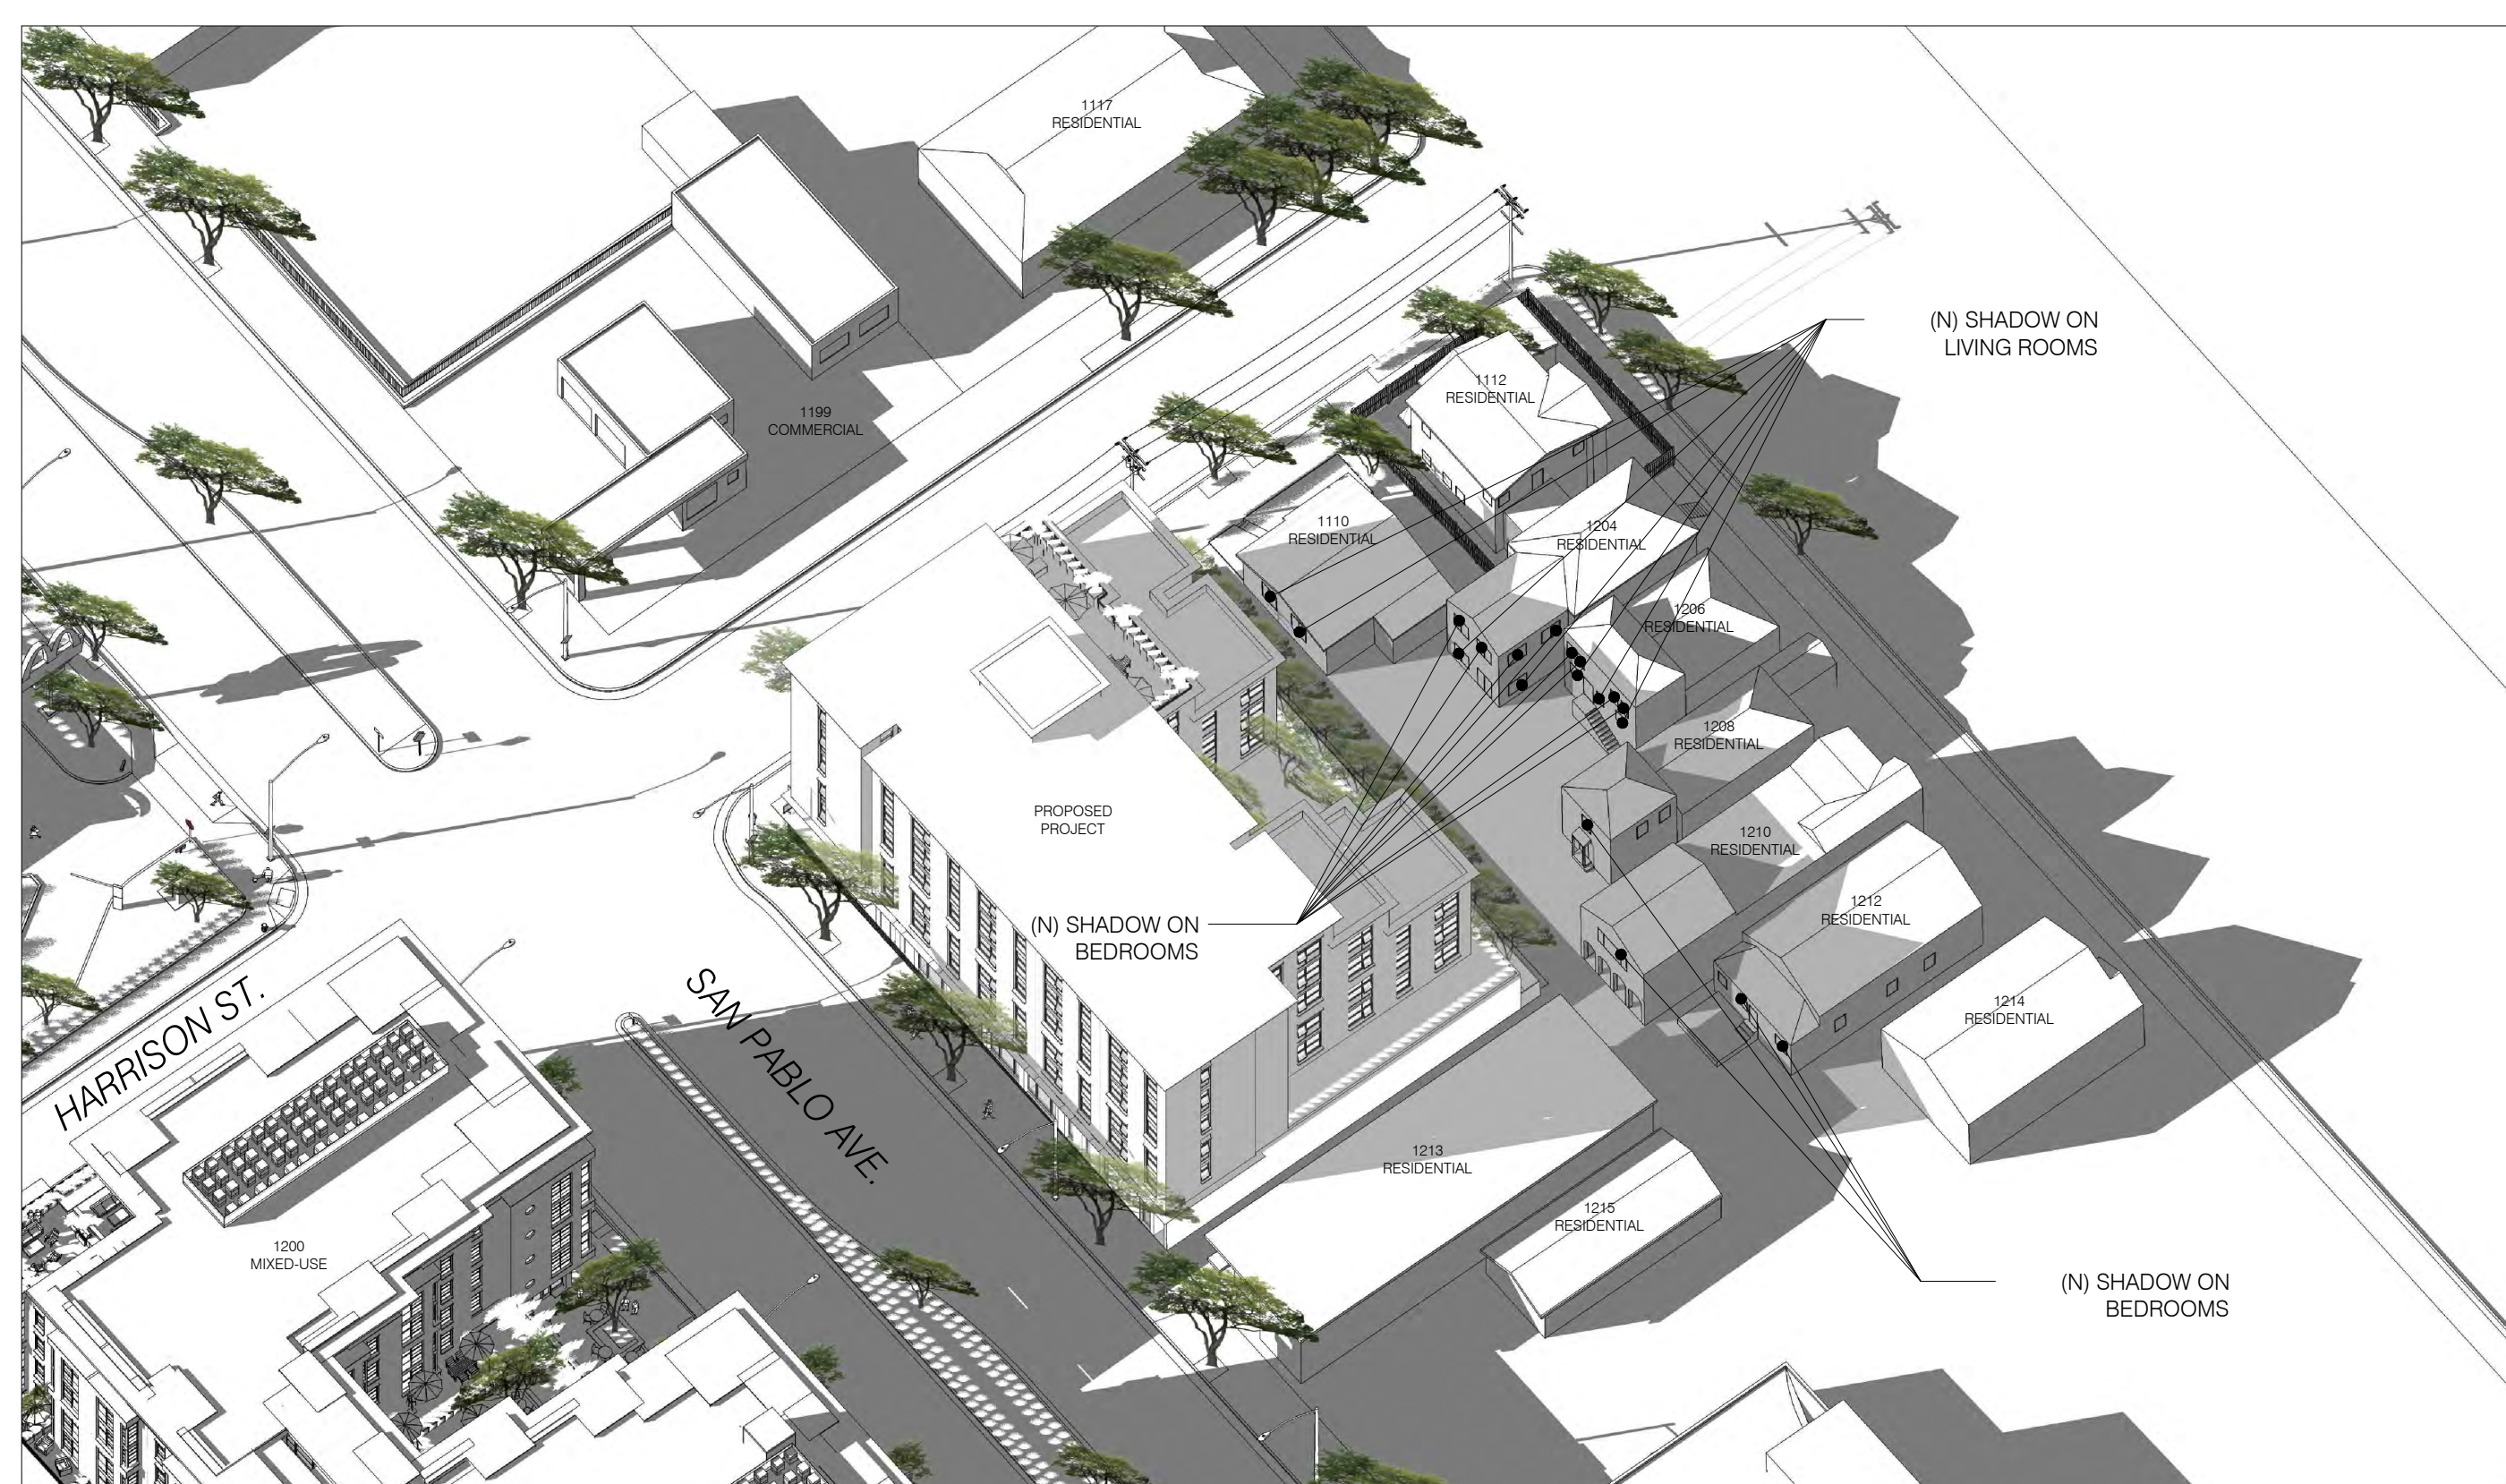 1117
RESIDENTIAL
(N) SHADOW ON
LIVING ROOMS
1112
RESIDENTIAL
1199
COMMERCIAL
1110
RESIDENTIAL
1204
RESIDENTIAL
1206
RESIDENTIAL
1208
RESIDENTIAL
PROPOSED
PROJECT
1210
RESIDENTIAL
1212
RESIDENTIAL
(N) SHADOW ON
BEDROOMS
1214
RESIDENTIAL
HARRISON ST.
SAN PABLO AVE.
1213
RESIDENTIAL
1215
RESIDENTIAL
1200
MIXED-USE
(N) SHADOW ON
BEDROOMS